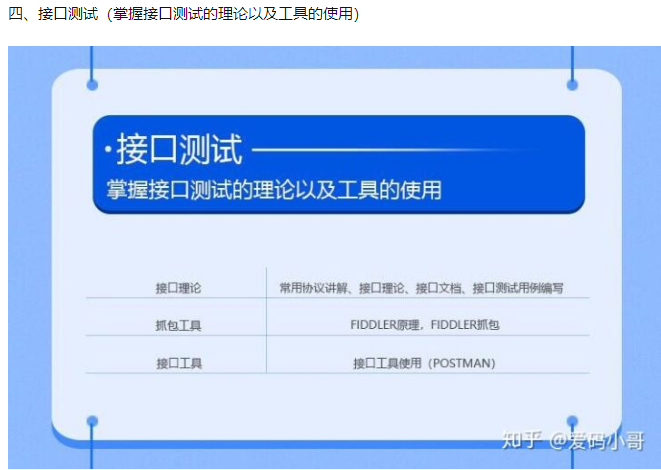 四、接口测试（掌握接口测试的理论以及工具的使用）
·接口测试
掌握接口测试的理论以及工具的使用
接口理论 常用协议讲解、接口理论、接口文档、接口测试用例编写
抓包工具 FIDDLER原理，FIDDLER抓包
接口工具 接口工具使用（POSTMAN）
知乎 @爱码小哥